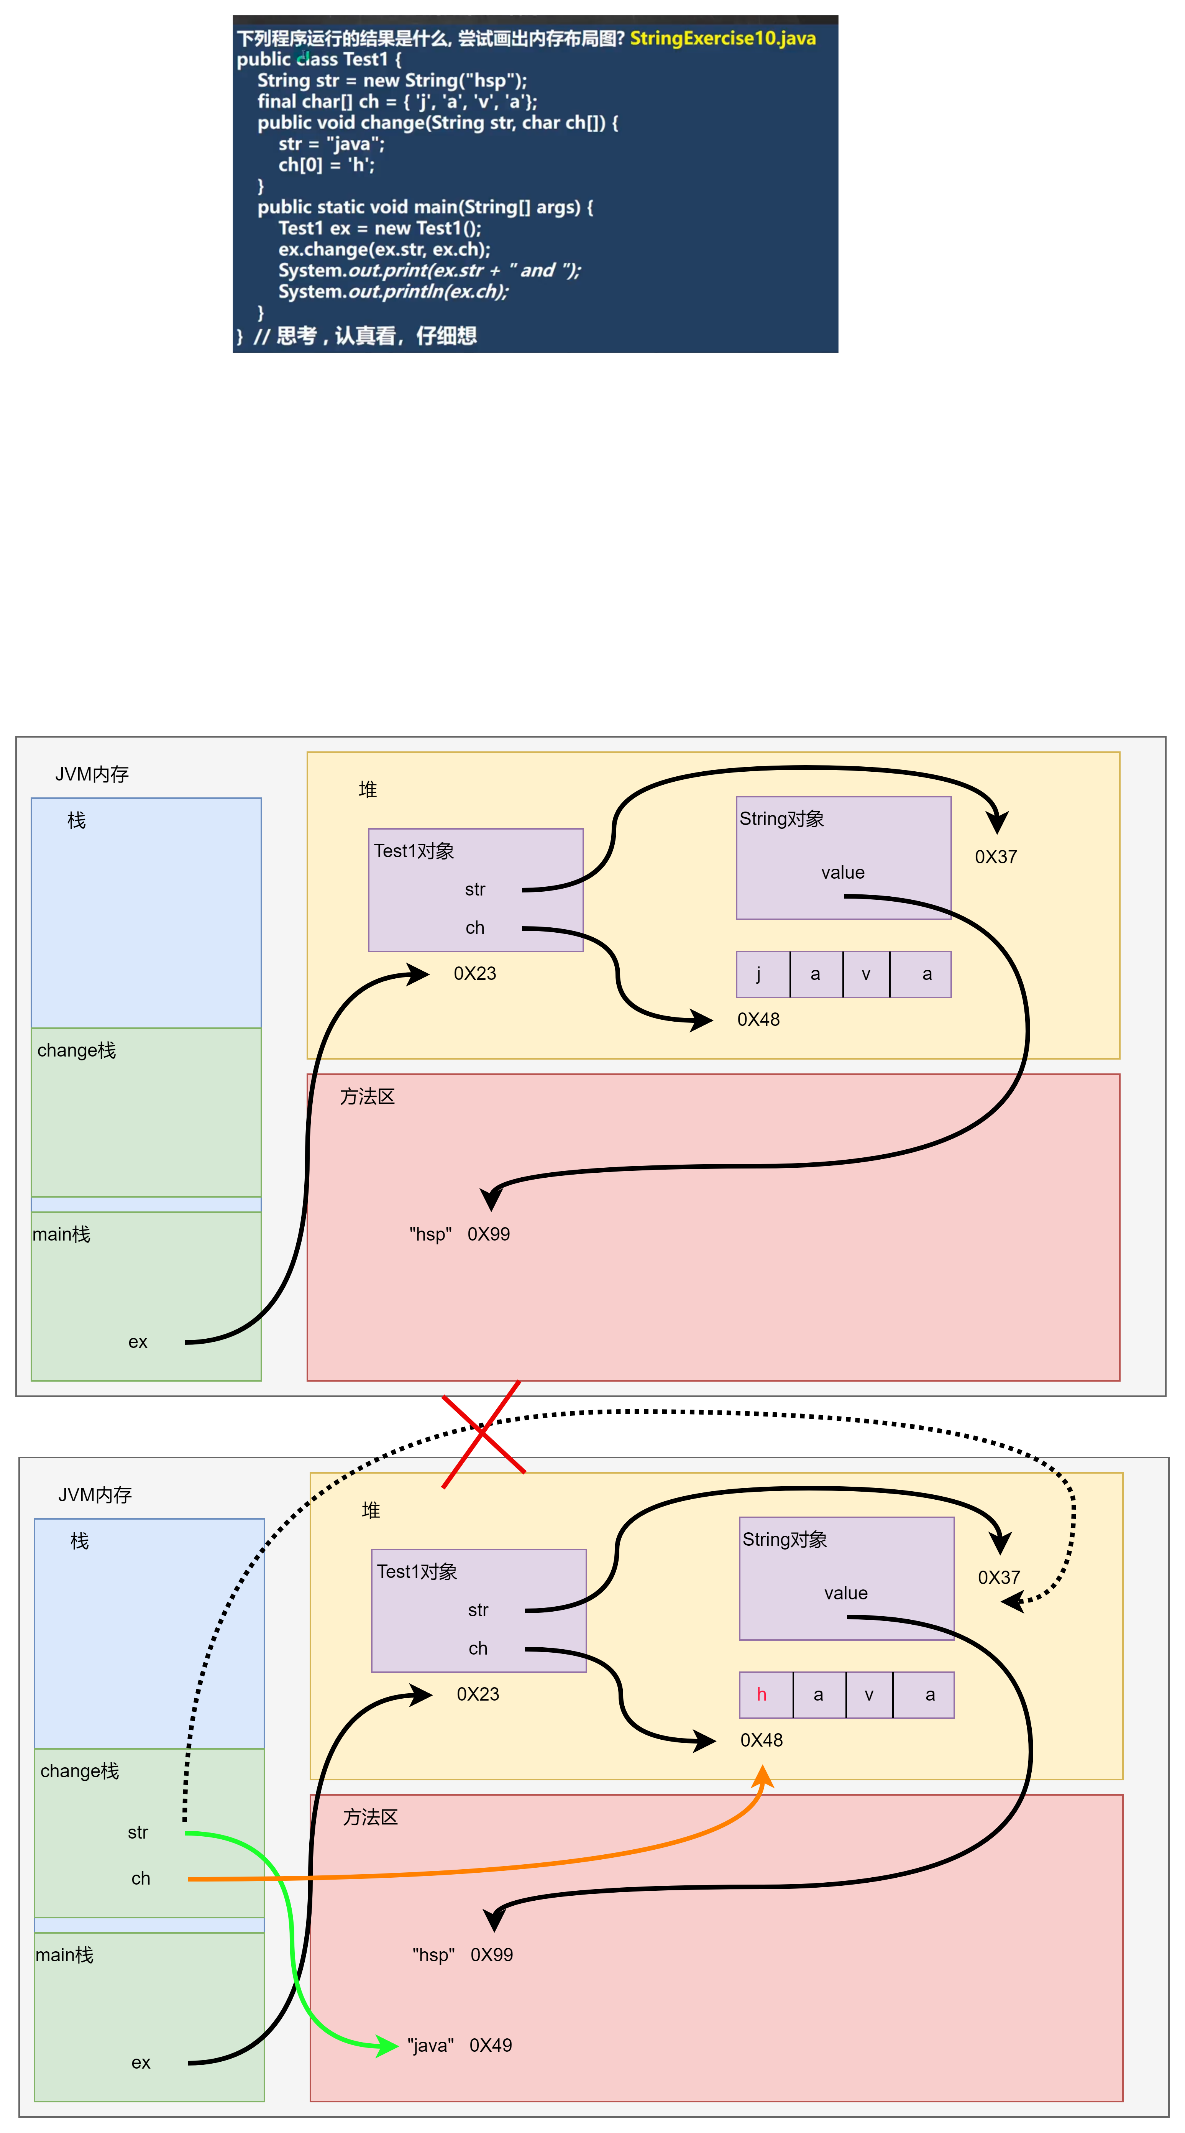 下列程序运行的结果是什么, 尝试画出内存布局图? StringExercise10.java
public class Test1 {
String str = new String("hsp");
final char[] ch = { 'j', 'a', 'v', 'a'};
public void change(String str, char ch[]) {
str = "java";
ch[0] = 'h';
}
public static void main(String[] args) {
Test1 ex = new Test1();
ex.change(ex.str, ex.ch);
System.out.print(ex.str + " and ");
System.out.println(ex.ch);
}
} // 思考 , 认真看，仔细想
JVM内存
栈
change栈
main栈
ex
堆
Test1对象
str
ch
0X23
String对象
value
0X37
j a v a
0X48
方法区
"hsp" 0X99
JVM内存
栈
change栈
str
ch
main栈
ex
堆
Test1对象
str
ch
0X23
String对象
value
0X37
h a v a
0X48
方法区
"hsp" 0X99
"java" 0X49